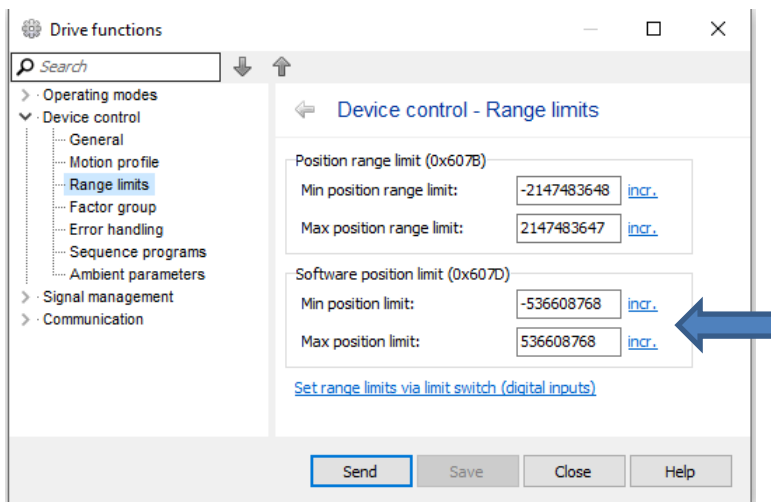 Drive functions
Search
Operating modes
Device control
General
Motion profile
Range limits
Factor group
Error handling
Sequence programs
Ambient parameters
Signal management
Communication
Device control - Range limits
Position range limit (0x607B)
Min position range limit: -2147483648 incr.
Max position range limit: 2147483647 incr.
Software position limit (0x607D)
Min position limit: -536608768 incr.
Max position limit: 536608768 incr.
Set range limits via limit switch (digital inputs)
Send Save Close Help